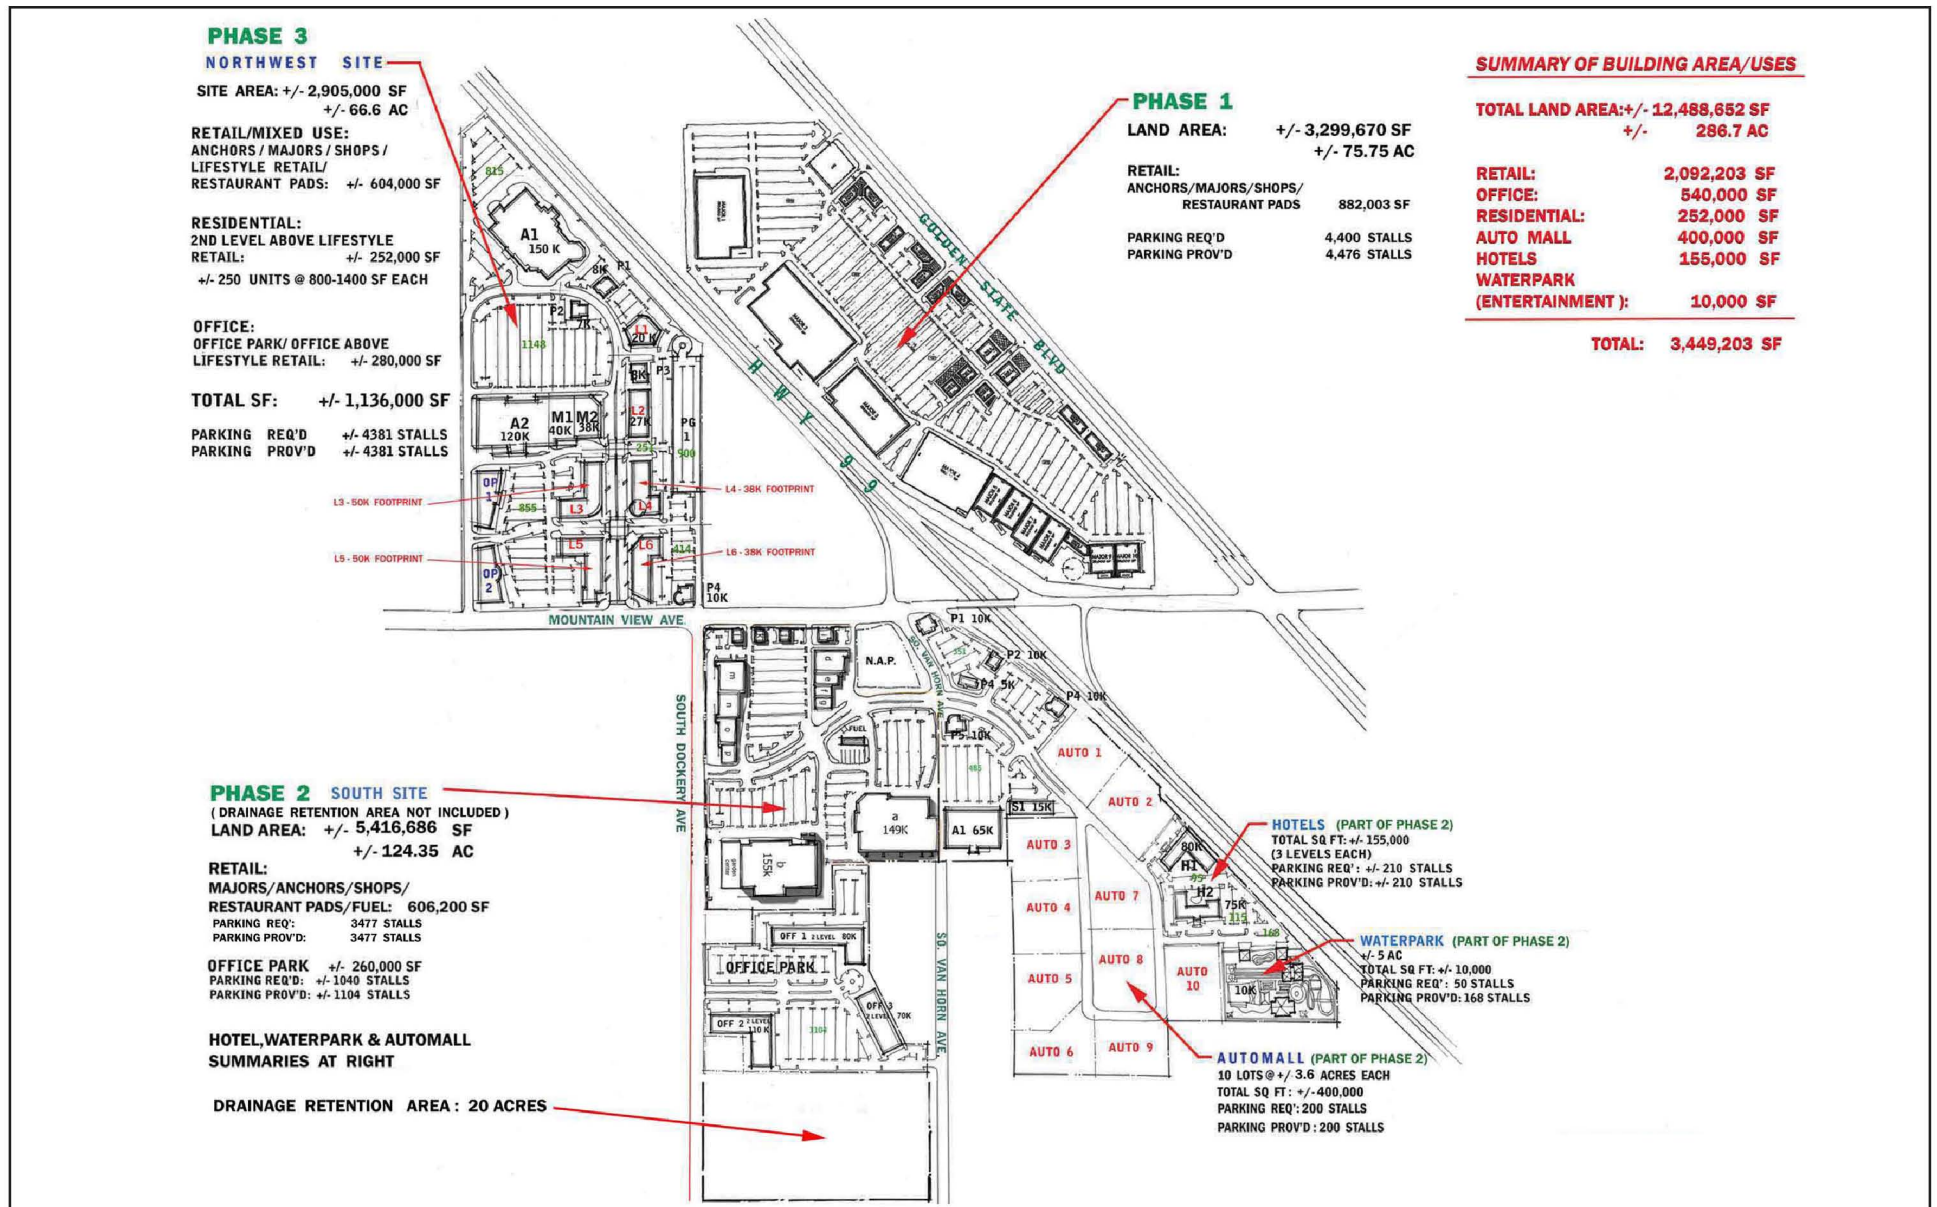 PHASE 3
NORTHWEST SITE
SITE AREA: +/- 2,905,000 SF
+/- 66.6 AC
RETAIL/MIXED USE:
ANCHORS / MAJORS / SHOPS /
LIFESTYLE RETAIL/
RESTAURANT PADS: +/- 604,000 SF
RESIDENTIAL:
2ND LEVEL ABOVE LIFESTYLE
RETAIL: +/- 252,000 SF
+/- 250 UNITS @ 800-1400 SF EACH
OFFICE:
OFFICE PARK/ OFFICE ABOVE
LIFESTYLE RETAIL: +/- 280,000 SF
TOTAL SF: +/- 1,136,000 SF
PARKING REQ'D +/- 4381 STALLS
PARKING PROV'D +/- 4381 STALLS
L3 - 50K FOOTPRINT
L5 - 50K FOOTPRINT
L4 - 38K FOOTPRINT
L6 - 38K FOOTPRINT
815
A1
150 K
8K P1
P2
7K
1148
L1
20 K
8K
P3
L2
27K
A2
120K
M1
40K
M2
38K
PG
1
900
251
OP
1
855
L3
L4
L5
L6
414
OP
2
P4
10K
MOUNTAIN VIEW AVE
PHASE 1
LAND AREA: +/- 3,299,670 SF
+/- 75.75 AC
RETAIL:
ANCHORS/MAJORS/SHOPS/
RESTAURANT PADS 882,003 SF
PARKING REQ'D 4,400 STALLS
PARKING PROV'D 4,476 STALLS
GOLDEN STATE BLVD
HWY 99
SUMMARY OF BUILDING AREA/USES
TOTAL LAND AREA:+/- 12,488,652 SF
+/- 286.7 AC
RETAIL: 2,092,203 SF
OFFICE: 540,000 SF
RESIDENTIAL: 252,000 SF
AUTO MALL 400,000 SF
HOTELS 155,000 SF
WATERPARK
(ENTERTAINMENT ): 10,000 SF
TOTAL: 3,449,203 SF
PHASE 2 SOUTH SITE
( DRAINAGE RETENTION AREA NOT INCLUDED )
LAND AREA: +/- 5,416,686 SF
+/- 124.35 AC
RETAIL:
MAJORS/ANCHORS/SHOPS/
RESTAURANT PADS/FUEL: 606,200 SF
PARKING REQ': 3477 STALLS
PARKING PROV'D: 3477 STALLS
OFFICE PARK +/- 260,000 SF
PARKING REQ'D: +/- 1040 STALLS
PARKING PROV'D: +/- 1104 STALLS
HOTEL,WATERPARK & AUTOMALL
SUMMARIES AT RIGHT
DRAINAGE RETENTION AREA : 20 ACRES
SOUTH DOCKERY AVE
SO. VAN HORN AVE
SO. VAN HORN AVE.
N.A.P.
P1 10K
351
P2 10K
P4 5K
P4 10K
P5 10K
FUEL
S1 15K
a
149K
A1 65K
b
155K
OFF 1 2 LEVEL 80K
OFFICE PARK
OFF 2 2 LEVEL
110 K
1104
OFF 3
2 LEVEL 70K
AUTO 1
AUTO 2
AUTO 3
AUTO 4
AUTO 5
AUTO 6
AUTO 7
AUTO 8
AUTO 9
AUTO
10
80K
H1
95
H2
75K
115
168
10K
HOTELS (PART OF PHASE 2)
TOTAL SQ FT: +/- 155,000
(3 LEVELS EACH)
PARKING REQ' : +/- 210 STALLS
PARKING PROV'D: +/- 210 STALLS
WATERPARK (PART OF PHASE 2)
+/- 5 AC
TOTAL SQ FT: +/- 10,000
PARKING REQ' : 50 STALLS
PARKING PROV'D: 168 STALLS
AUTOMALL (PART OF PHASE 2)
10 LOTS @ +/- 3.6 ACRES EACH
TOTAL SQ FT : +/-400,000
PARKING REQ': 200 STALLS
PARKING PROV'D : 200 STALLS